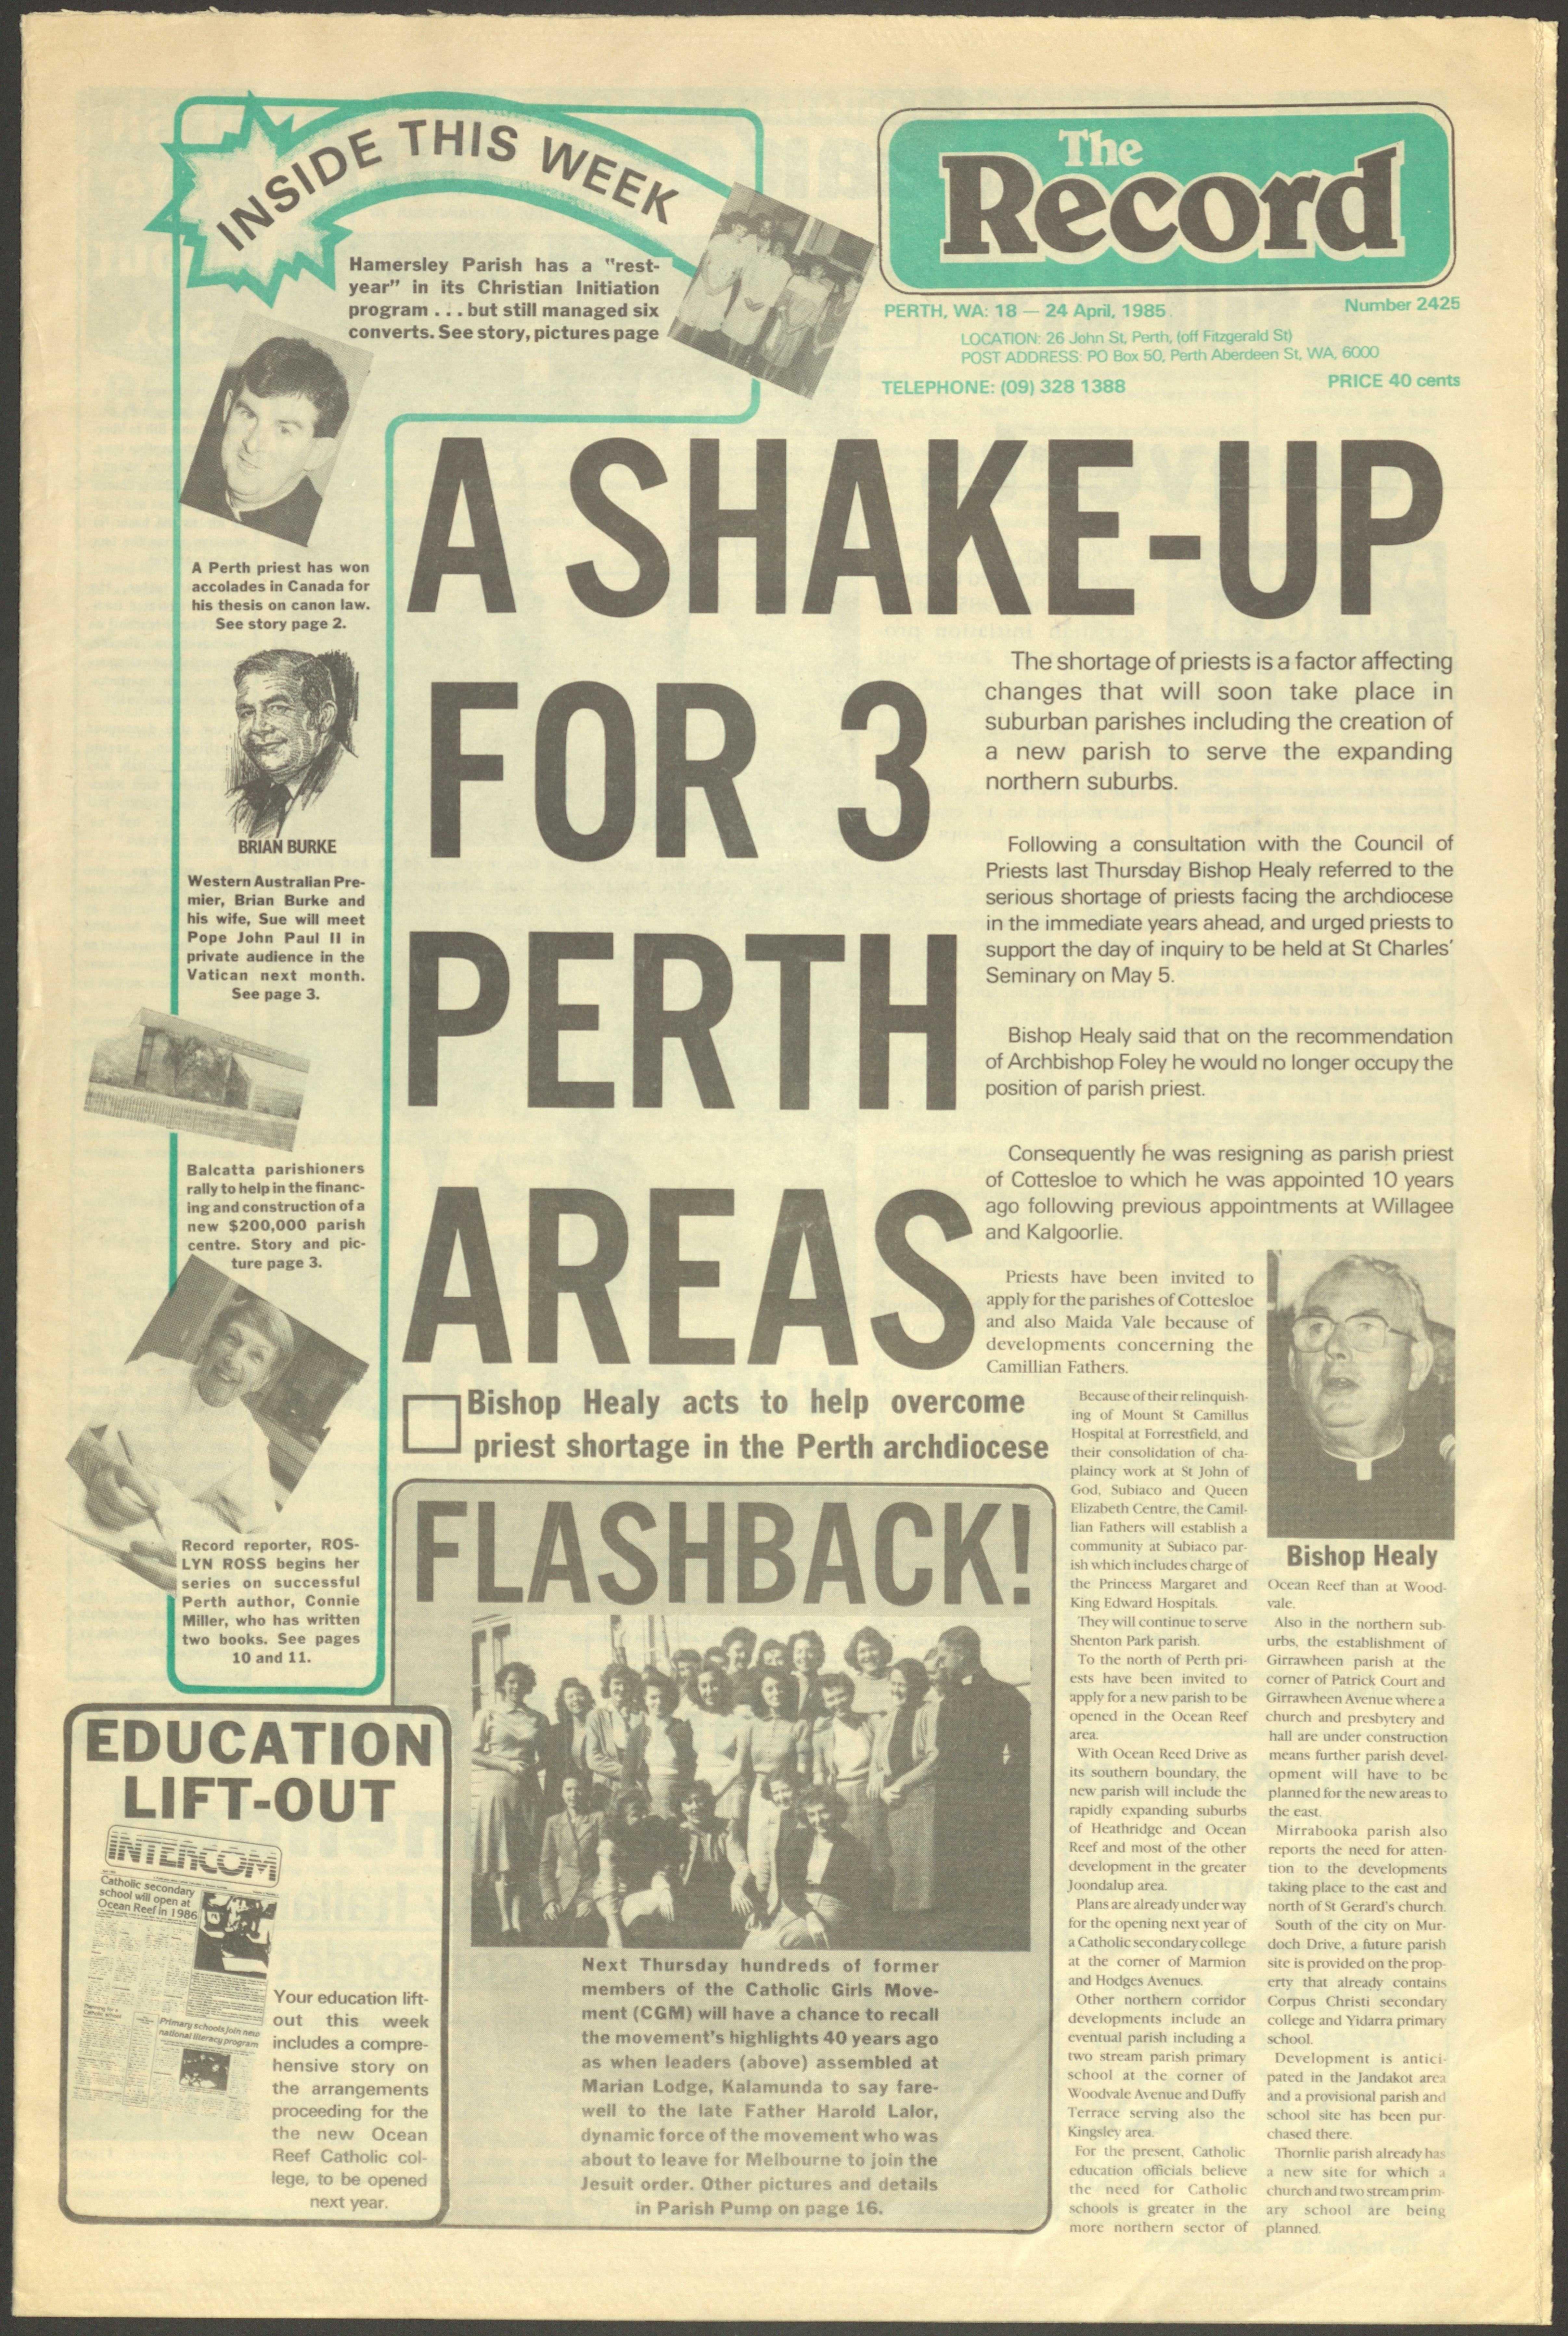 INSIDE THIS WEEK
Hamersley Parish has a "rest-
year" in its Christian Initiation
program . . . but still managed six
converts. See story, pictures page
The
Record
PERTH, WA: 18 — 24 April, 1985
Number 2425
LOCATION: 26 John St, Perth, (off Fitzgerald St)
POST ADDRESS: PO Box 50, Perth Aberdeen St, WA, 6000
TELEPHONE: (09) 328 1388
PRICE 40 cents
A Perth priest has won
accolades in Canada for
his thesis on canon law.
See story page 2.
BRIAN BURKE
Western Australian Pre-
mier, Brian Burke and
his wife, Sue will meet
Pope John Paul II in
private audience in the
Vatican next month.
See page 3.
Balcatta parishioners
rally to help in the financ-
ing and construction of a
new $200,000 parish
centre. Story and pic-
ture page 3.
Record reporter, ROS-
LYN ROSS begins her
series on successful
Perth author, Connie
Miller, who has written
two books. See pages
10 and 11.
A SHAKE-UP
FOR 3
PERTH
AREAS
Bishop Healy acts to help overcome
priest shortage in the Perth archdiocese
The shortage of priests is a factor affecting
changes that will soon take place in
suburban parishes including the creation of
a new parish to serve the expanding
northern suburbs.
Following a consultation with the Council of
Priests last Thursday Bishop Healy referred to the
serious shortage of priests facing the archdiocese
in the immediate years ahead, and urged priests to
support the day of inquiry to be held at St Charles'
Seminary on May 5.
Bishop Healy said that on the recommendation
of Archbishop Foley he would no longer occupy the
position of parish priest.
Consequently he was resigning as parish priest
of Cottesloe to which he was appointed 10 years
ago following previous appointments at Willagee
and Kalgoorlie.
Priests have been invited to
apply for the parishes of Cottesloe
and also Maida Vale because of
developments concerning the
Camillian Fathers.
Because of their relinquish-
ing of Mount St Camillus
Hospital at Forrestfield, and
their consolidation of cha-
plaincy work at St John of
God, Subiaco and Queen
Elizabeth Centre, the Camil-
lian Fathers will establish a
community at Subiaco par-
ish which includes charge of
the Princess Margaret and
King Edward Hospitals.
They will continue to serve
Shenton Park parish.
To the north of Perth pri-
ests have been invited to
apply for a new parish to be
opened in the Ocean Reef
area.
With Ocean Reed Drive as
its southern boundary, the
new parish will include the
rapidly expanding suburbs
of Heathridge and Ocean
Reef and most of the other
development in the greater
Joondalup area.
Plans are already under way
for the opening next year of
a Catholic secondary college
at the corner of Marmion
and Hodges Avenues.
Other northern corridor
developments include an
eventual parish including a
two stream parish primary
school at the corner of
Woodvale Avenue and Duffy
Terrace serving also the
Kingsley area.
For the present, Catholic
education officials believe
the need for Catholic
schools is greater in the
more northern sector of
Bishop Healy
Ocean Reef than at Wood-
vale.
Also in the northern sub-
urbs, the establishment of
Girrawheen parish at the
corner of Patrick Court and
Girrawheen Avenue where a
church and presbytery and
hall are under construction
means further parish devel-
opment will have to be
planned for the new areas to
the east.
Mirrabooka parish also
reports the need for atten-
tion to the developments
taking place to the east and
north of St Gerard's church.
South of the city on Mur-
doch Drive, a future parish
site is provided on the prop-
erty that already contains
Corpus Christi secondary
college and Yidarra primary
school.
Development is antici-
pated in the Jandakot area
and a provisional parish and
school site has been pur-
chased there.
Thornlie parish already has
a new site for which a
church and two stream prim-
ary school are being
planned.
FLASHBACK!
Next Thursday hundreds of former
members of the Catholic Girls Move-
ment (CGM) will have a chance to recall
the movement's highlights 40 years ago
as when leaders (above) assembled at
Marian Lodge, Kalamunda to say fare-
well to the late Father Harold Lalor,
dynamic force of the movement who was
about to leave for Melbourne to join the
Jesuit order. Other pictures and details
in Parish Pump on page 16.
EDUCATION
LIFT-OUT
INTERCOM
Catholic secondary
school will open at
Ocean Reef in 1986
Planning for a
Catholic school
Primary schools join new
national literacy program
Your education lift-
out this week
includes a compre-
hensive story on
the arrangements
proceeding for the
the new Ocean
Reef Catholic col-
lege, to be opened
next year.